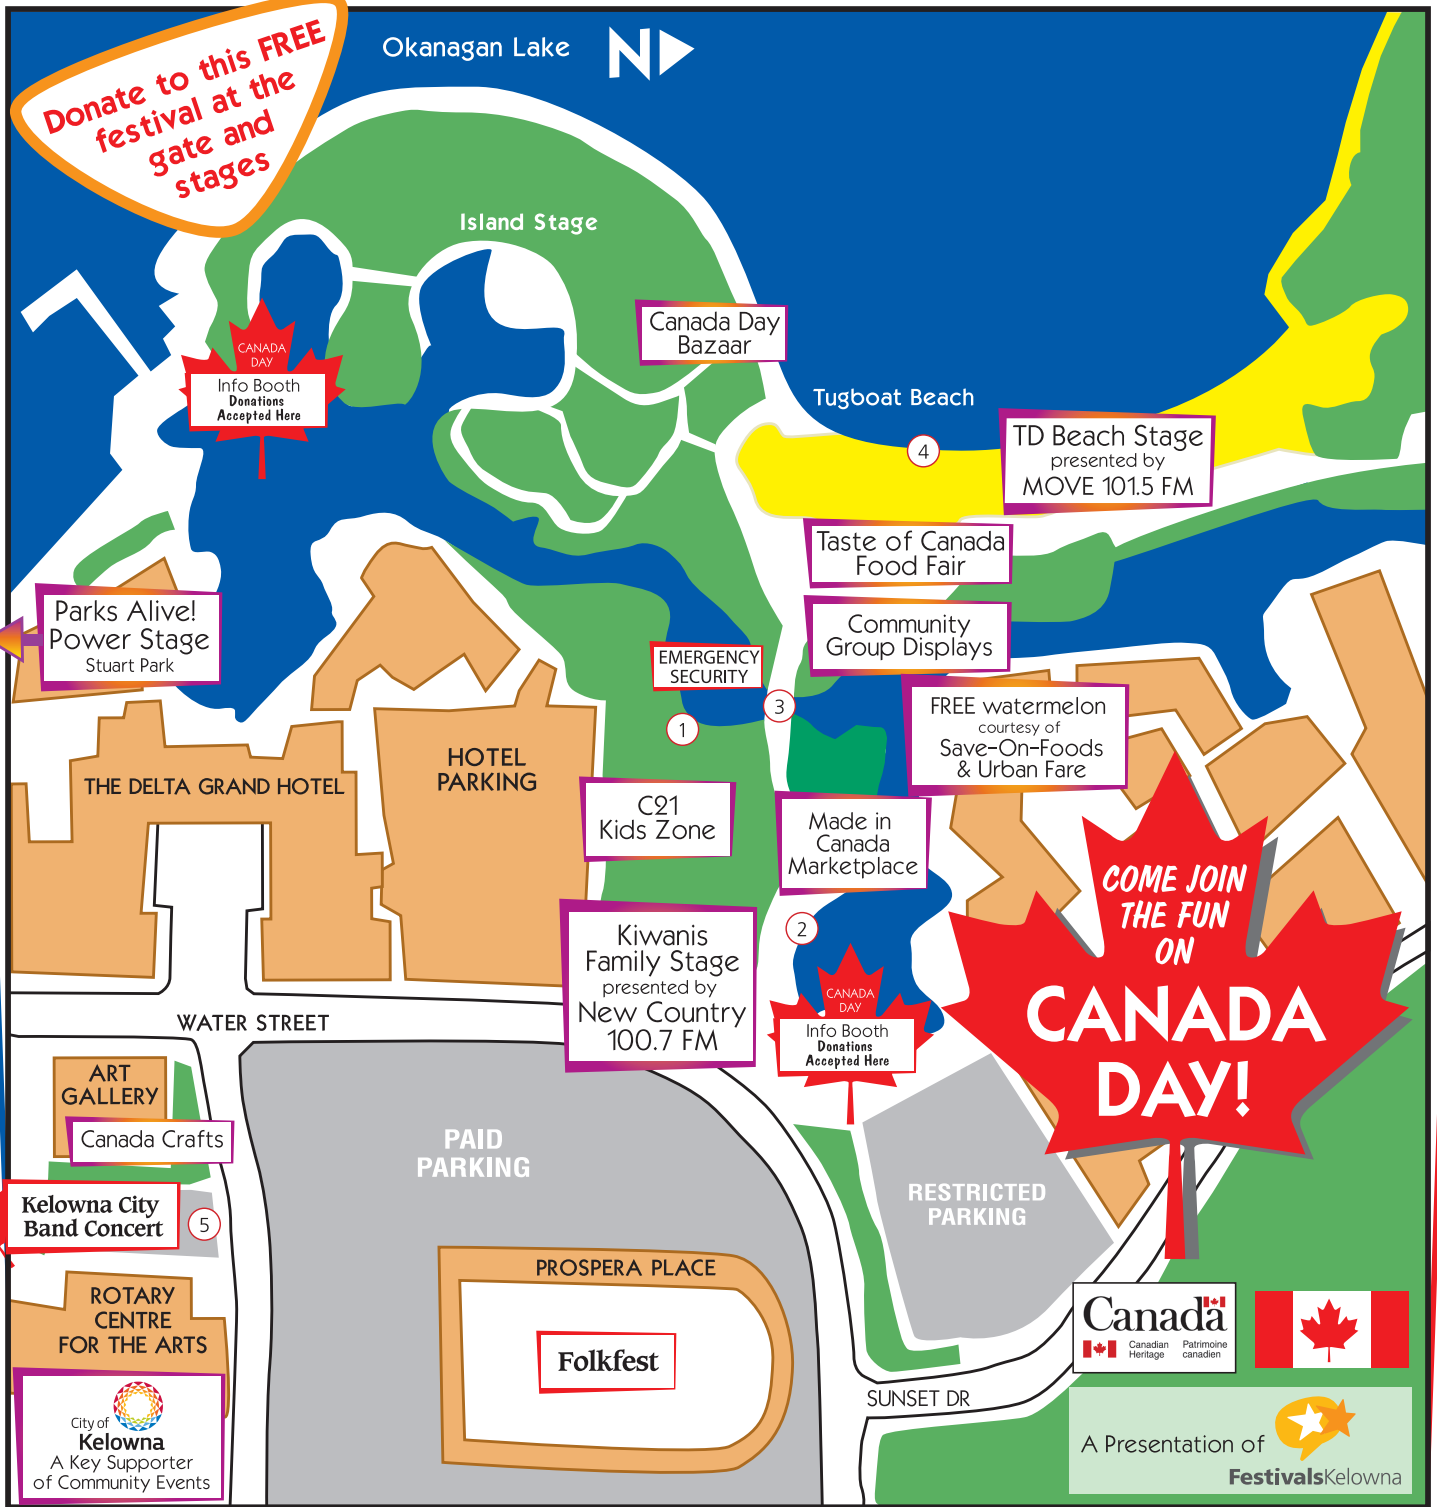 Donate to this FREE
festival at the
gate and
stages
Okanagan Lake
N
Island Stage
Canada Day
Bazaar
CANADA
DAY
Info Booth
Donations
Accepted Here
Tugboat Beach
4
TD Beach Stage
presented by
MOVE 101.5 FM
Taste of Canada
Food Fair
Parks Alive!
Power Stage
Stuart Park
Community
Group Displays
EMERGENCY
SECURITY
3
1
FREE watermelon
courtesy of
Save-On-Foods
& Urban Fare
THE DELTA GRAND HOTEL
HOTEL
PARKING
C21
Kids Zone
Made in
Canada
Marketplace
Kiwanis
Family Stage
presented by
New Country
100.7 FM
2
CANADA
DAY
Info Booth
Donations
Accepted Here
COME JOIN
THE FUN
ON
CANADA
DAY!
WATER STREET
ART
GALLERY
Canada Crafts
Kelowna City
Band Concert
5
PAID
PARKING
RESTRICTED
PARKING
ROTARY
CENTRE
FOR THE ARTS
PROSPERA PLACE
Folkfest
City of
Kelowna
A Key Supporter
of Community Events
SUNSET DR
Canada
Canadian Patrimoine
Heritage canadien
A Presentation of
FestivalsKelowna